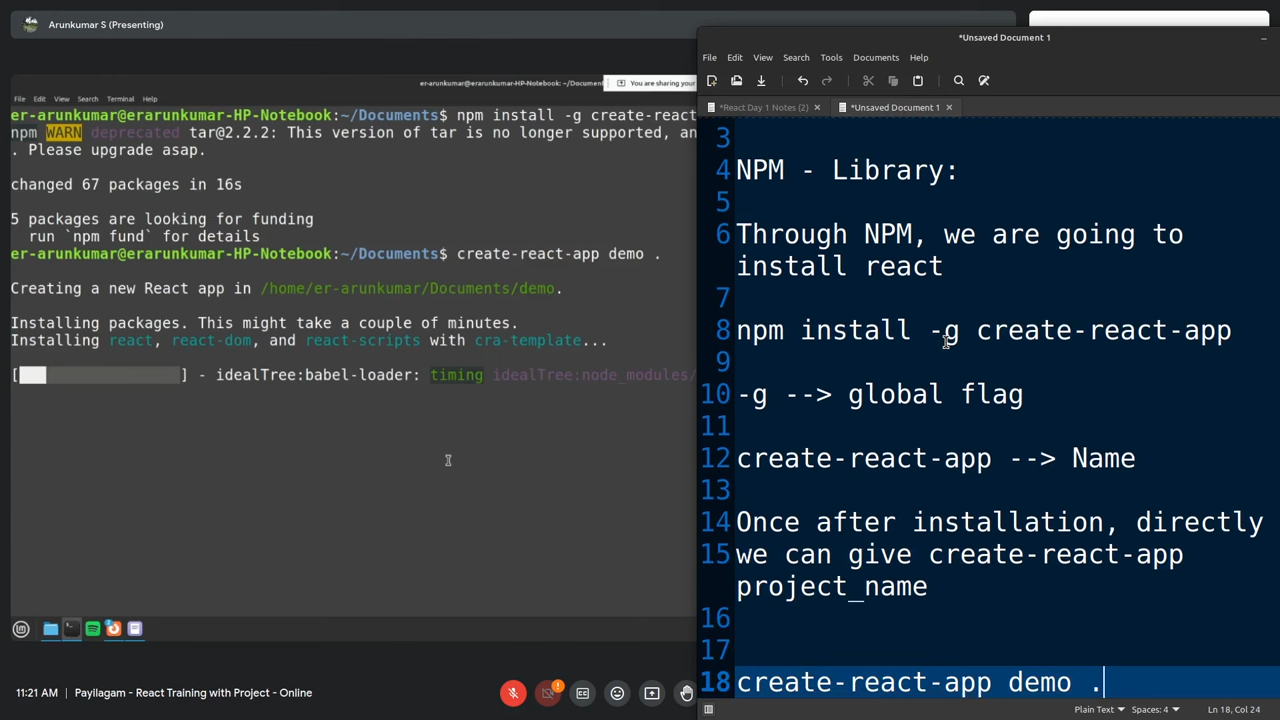 Arunkumar S (Presenting)
*Unsaved Document 1
File Edit View Search Tools Documents Help
*React Day 1 Notes (2) *Unsaved Document 1
er-arunkumar@erarunkumar-HP-Notebook: ~/Document
You are sharing your
File Edit View Search Terminal Help
er-arunkumar@erarunkumar-HP-Notebook:~/Documents$ npm install -g create-react
npm WARN deprecated tar@2.2.2: This version of tar is no longer supported, an
. Please upgrade asap.
changed 67 packages in 16s
5 packages are looking for funding
run `npm fund` for details
er-arunkumar@erarunkumar-HP-Notebook:~/Documents$ create-react-app demo .
Creating a new React app in /home/er-arunkumar/Documents/demo.
Installing packages. This might take a couple of minutes.
Installing react, react-dom, and react-scripts with cra-template...
[ ] - idealTree:babel-loader: timing idealTree:node_modules/
3
4 NPM - Library:
5
6 Through NPM, we are going to
install react
7
8 npm install -g create-react-app
9
10 -g --> global flag
11
12 create-react-app --> Name
13
14 Once after installation, directly
15 we can give create-react-app
project_name
16
17
18 create-react-app demo .
Plain Text Spaces: 4 Ln 18, Col 24
11:21 AM | Payilagam - React Training with Project - Online